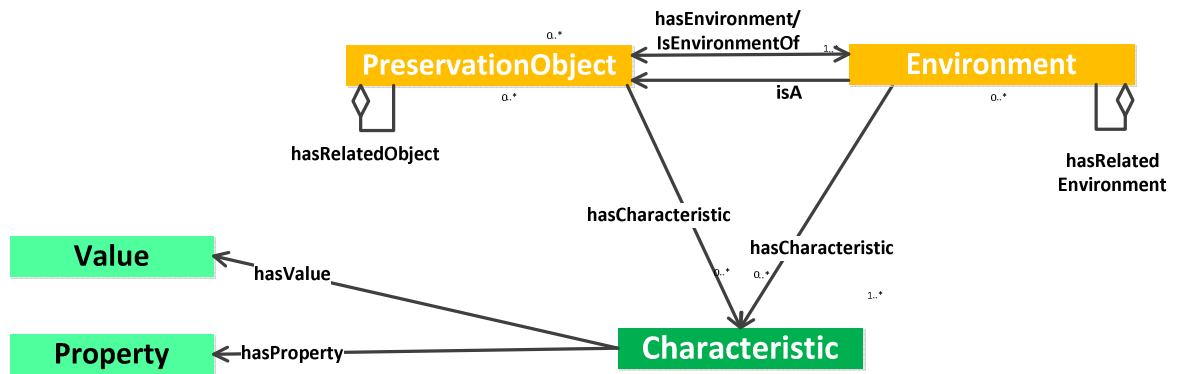 hasEnvironment/
IsEnvironmentOf
0..*
1..*
PreservationObject
Environment
isA
0..*
0..*
hasRelatedObject
hasRelated
Environment
hasCharacteristic
hasCharacteristic
Value
hasValue
0..*
0..*
1..*
Property
hasProperty
Characteristic